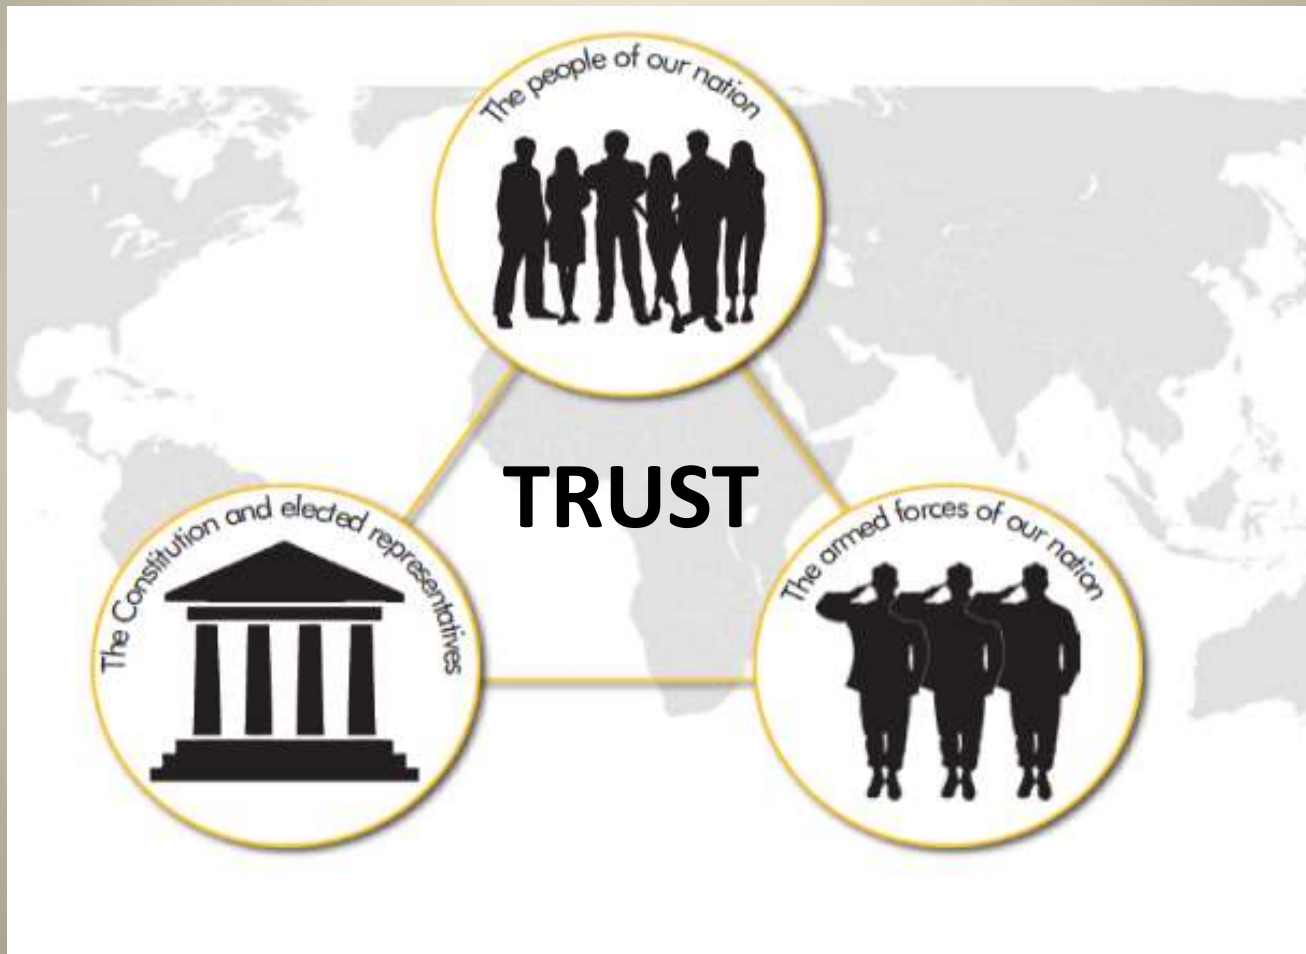 The people of our nation
TRUST
The Constitution and elected representatives
The armed forces of our nation